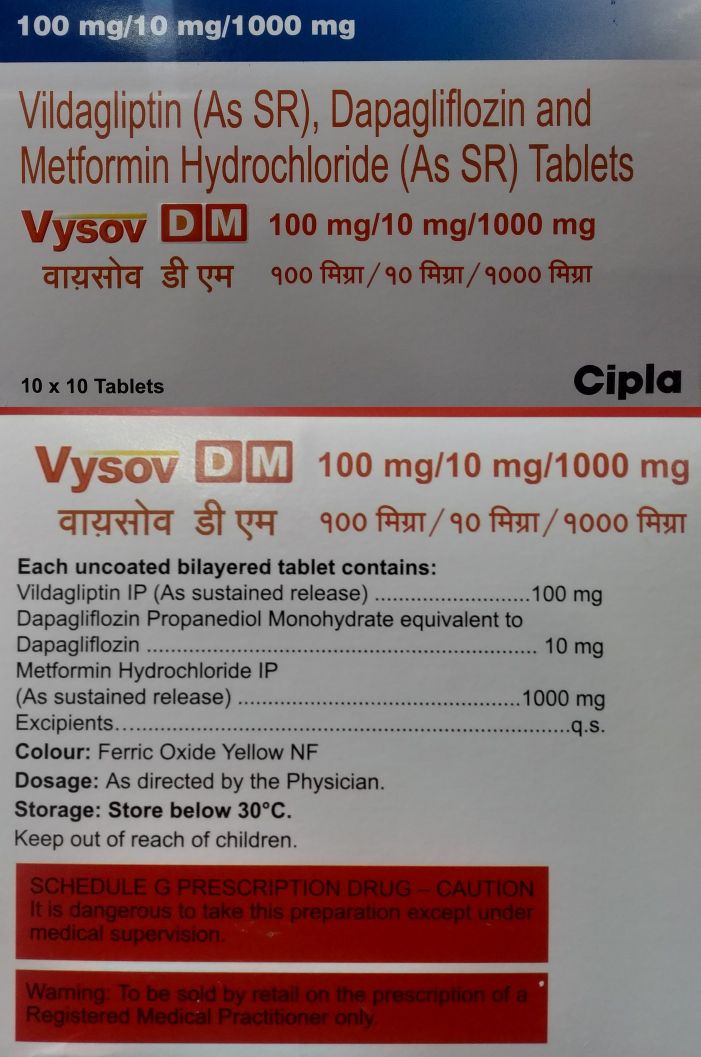 100 mg/10 mg/1000 mg
Vildagliptin (As SR), Dapagliflozin and
Metformin Hydrochloride (As SR) Tablets
Vysov DM 100 mg/10 mg/1000 mg
वाय़सोव डी एम १०० मिग्रा/१० मिग्रा/१००० मिग्रा
10 x 10 Tablets
Cipla
Vysov DM 100 mg/10 mg/1000 mg
वाय़सोव डी एम १०० मिग्रा/१० मिग्रा/१००० मिग्रा
Each uncoated bilayered tablet contains:
Vildagliptin IP (As sustained release) ..........................100 mg
Dapagliflozin Propanediol Monohydrate equivalent to
Dapagliflozin ................................................................ 10 mg
Metformin Hydrochloride IP
(As sustained release) ..............................................1000 mg
Excipients..........................................................................q.s.
Colour: Ferric Oxide Yellow NF
Dosage: As directed by the Physician.
Storage: Store below 30°C.
Keep out of reach of children.
SCHEDULE G PRESCRIPTION DRUG – CAUTION
It is dangerous to take this preparation except under
medical supervision.
Warning: To be sold by retail on the prescription of a
Registered Medical Practitioner only.